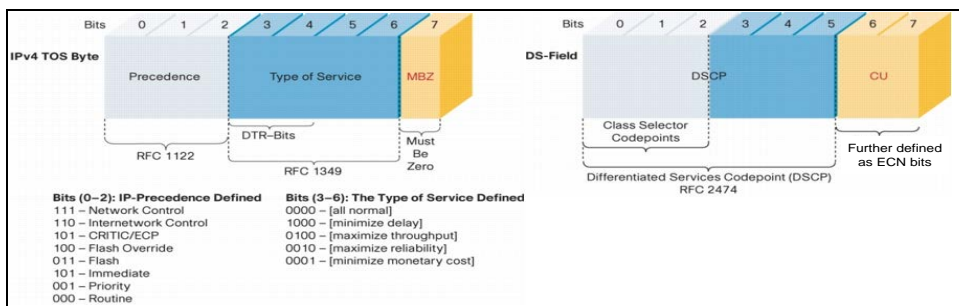 Bits 0 1 2 3 4 5 6 7
IPv4 TOS Byte
Precedence Type of Service MBZ
DTR–Bits
RFC 1122
RFC 1349
Must
Be
Zero
Bits (0–2): IP-Precedence Defined
111 – Network Control
110 – Internetwork Control
101 – CRITIC/ECP
100 – Flash Override
011 – Flash
101 – Immediate
001 – Priority
000 – Routine
Bits (3–6): The Type of Service Defined
0000 – [all normal]
1000 – [minimize delay]
0100 – [maximize throughput]
0010 – [maximize reliability]
0001 – [minimize monetary cost]
Bits 0 1 2 3 4 5 6 7
DS-Field
DSCP CU
Class Selector
Codepoints
Further defined
as ECN bits
Differentiated Services Codepoint (DSCP)
RFC 2474